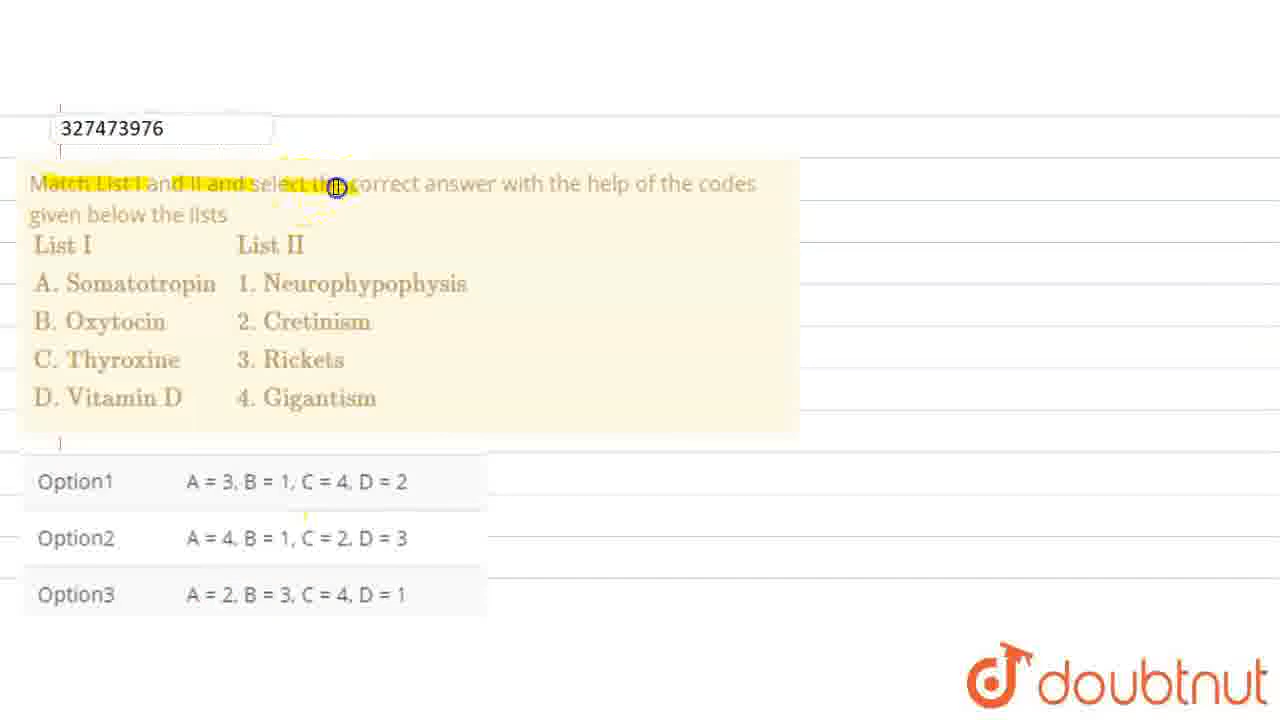 327473976
Match List I and II and select the correct answer with the help of the codes
given below the lists
List I List II
A. Somatotropin 1. Neurophypophysis
B. Oxytocin 2. Cretinism
C. Thyroxine 3. Rickets
D. Vitamin D 4. Gigantism
Option1 A = 3, B = 1, C = 4, D = 2
Option2 A = 4, B = 1, C = 2, D = 3
Option3 A = 2, B = 3, C = 4, D = 1
doubtnut